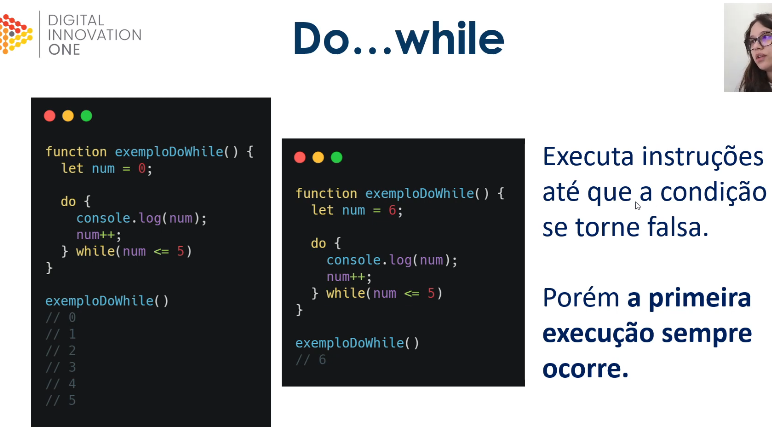 DIGITAL
INNOVATION
ONE
Do...while
function exemploDoWhile() {
  let num = 0;

  do {
    console.log(num);
    num++;
  } while(num <= 5)
}

exemploDoWhile()
// 0
// 1
// 2
// 3
// 4
// 5
function exemploDoWhile() {
  let num = 6;

  do {
    console.log(num);
    num++;
  } while(num <= 5)
}

exemploDoWhile()
// 6
Executa instruções
até que a condição
se torne falsa.
Porém a primeira
execução sempre
ocorre.